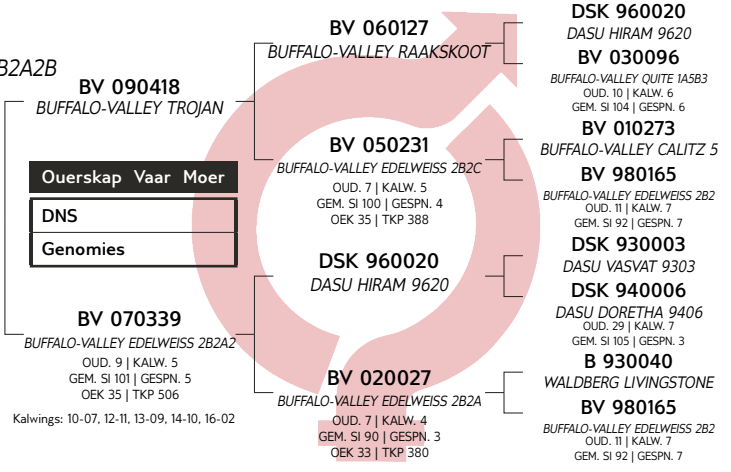 B2A2B
BV 090418
BUFFALO-VALLEY TROJAN
Ouerskap Vaar Moer
DNS
Genomies
BV 070339
BUFFALO-VALLEY EDELWEISS 2B2A2
OUD. 9 | KALW. 5
GEM. SI 101 | GESPN. 5
OEK 35 | TKP 506
Kalwings: 10-07, 12-11, 13-09, 14-10, 16-02
BV 060127
BUFFALO-VALLEY RAAKSKOOT
BV 050231
BUFFALO-VALLEY EDELWEISS 2B2C
OUD. 7 | KALW. 5
GEM. SI 100 | GESPN. 4
OEK 35 | TKP 388
DSK 960020
DASU HIRAM 9620
BV 020027
BUFFALO-VALLEY EDELWEISS 2B2A
OUD. 7 | KALW. 4
GEM. SI 90 | GESPN. 3
OEK 33 | TKP 380
DSK 960020
DASU HIRAM 9620
BV 030096
BUFFALO-VALLEY QUITE 1A5B3
OUD. 10 | KALW. 6
GEM. SI 104 | GESPN. 6
BV 010273
BUFFALO-VALLEY CALITZ 5
BV 980165
BUFFALO-VALLEY EDELWEISS 2B2
OUD. 11 | KALW. 7
GEM. SI 92 | GESPN. 7
DSK 930003
DASU VASVAT 9303
DSK 940006
DASU DORETHA 9406
OUD. 29 | KALW. 7
GEM. SI 105 | GESPN. 3
B 930040
WALDBERG LIVINGSTONE
BV 980165
BUFFALO-VALLEY EDELWEISS 2B2
OUD. 11 | KALW. 7
GEM. SI 92 | GESPN. 7